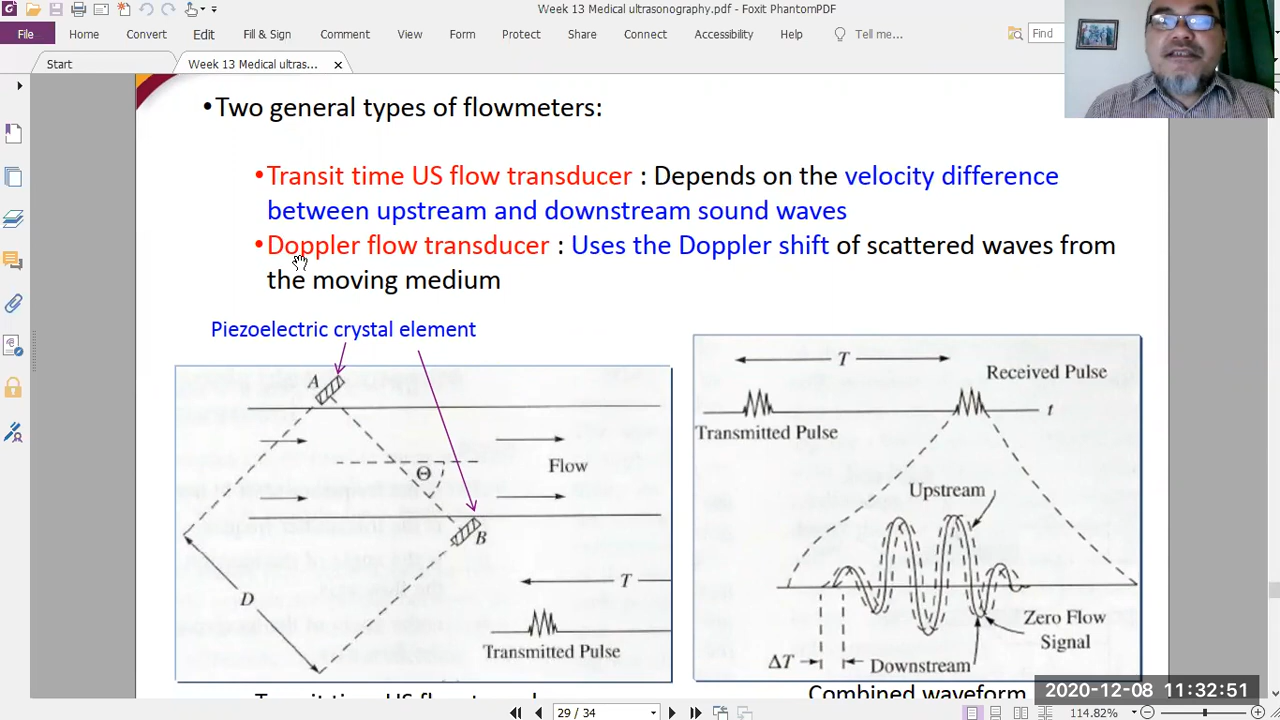 Week 13 Medical ultrasonography.pdf - Foxit PhantomPDF
File Home Convert Edit Fill & Sign Comment View Form Protect Share Connect Accessibility Help Tell me... Find
Start Week 13 Medical ultras...
•Two general types of flowmeters:
•Transit time US flow transducer : Depends on the velocity difference
between upstream and downstream sound waves
•Doppler flow transducer : Uses the Doppler shift of scattered waves from
the moving medium
Piezoelectric crystal element
A
Flow
Θ
B
D
T
Transmitted Pulse
T
Received Pulse
t
Transmitted Pulse
Upstream
Zero Flow
Signal
ΔT
Downstream
Combined waveform
2020-12-08 11:32:51
29 / 34
114.82%